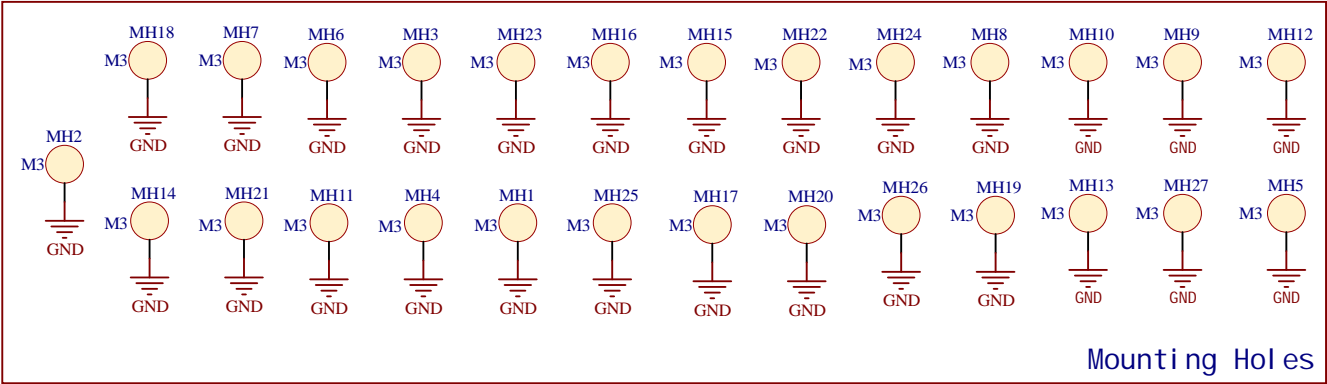 MH18 MH7 MH6 MH3 MH23 MH16 MH15 MH22 MH24 MH8 MH10 MH9 MH12
M3 M3 M3 M3 M3 M3 M3 M3 M3 M3 M3 M3 M3
GND GND GND GND GND GND GND GND GND GND GND GND GND
MH2
M3
GND
MH14 MH21 MH11 MH4 MH1 MH25 MH17 MH20 MH26 MH19 MH13 MH27 MH5
M3 M3 M3 M3 M3 M3 M3 M3 M3 M3 M3 M3 M3
GND GND GND GND GND GND GND GND GND GND GND GND GND
Mounting Holes